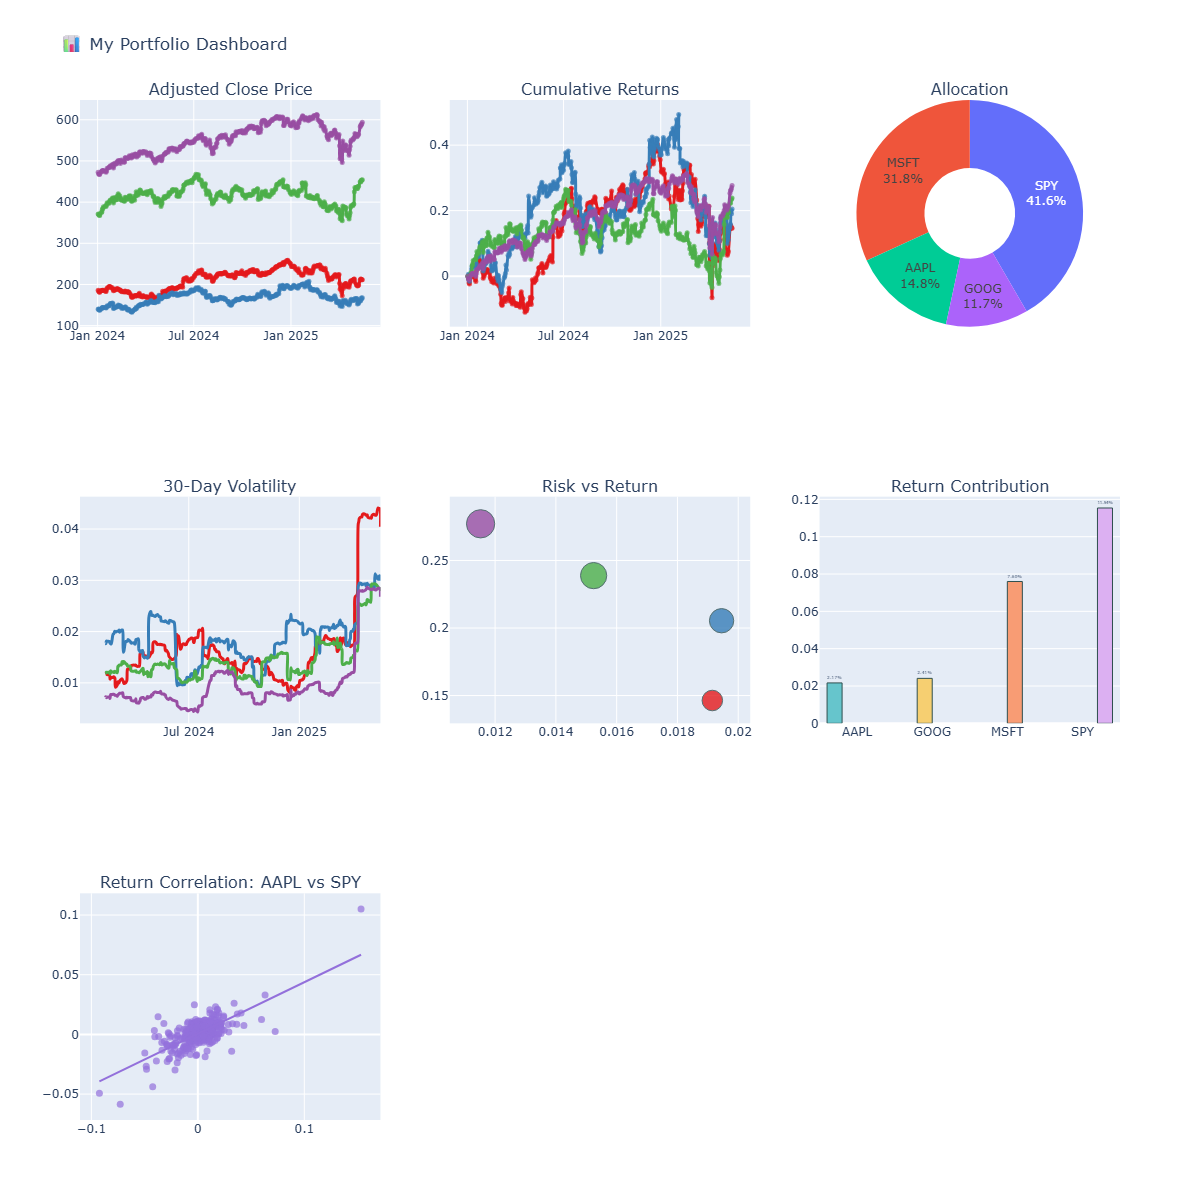 📊 My Portfolio Dashboard
Adjusted Close Price
600
500
400
300
200
100
Jan 2024 Jul 2024 Jan 2025
Cumulative Returns
0.4
0.2
0
Jan 2024 Jul 2024 Jan 2025
Allocation
MSFT
31.8%
SPY
41.6%
AAPL
14.8%
GOOG
11.7%
30-Day Volatility
0.04
0.03
0.02
0.01
Jul 2024 Jan 2025
Risk vs Return
0.25
0.2
0.15
0.012 0.014 0.016 0.018 0.02
Return Contribution
0.12
0.1
0.08
0.06
0.04
0.02
0
2.17%
2.41%
AAPL GOOG MSFT SPY
Return Correlation: AAPL vs SPY
0.1
0.05
0
−0.05
−0.1 0 0.1